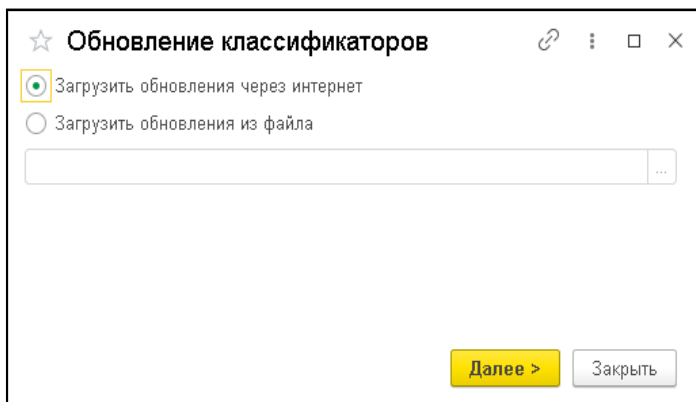 Обновление классификаторов
Загрузить обновления через интернет
Загрузить обновления из файла
...
Далее >
Закрыть